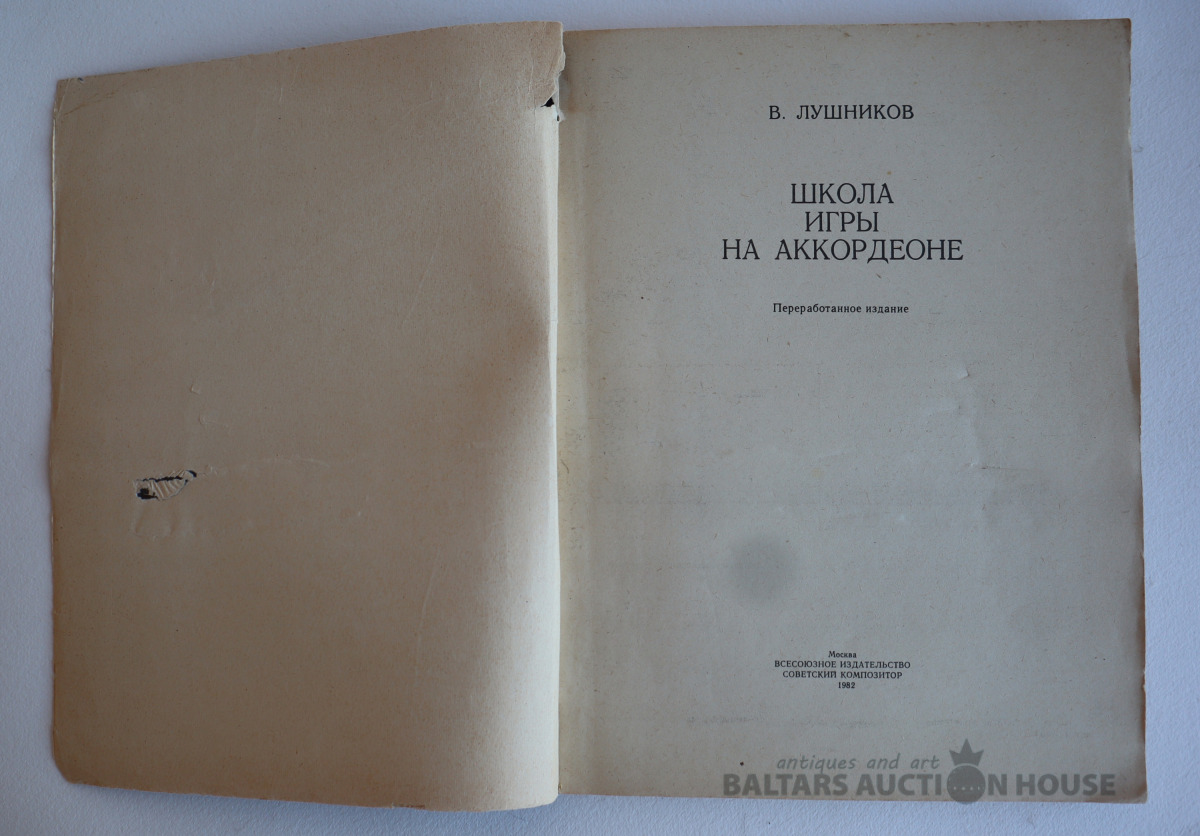 В. ЛУШНИКОВ
ШКОЛА
ИГРЫ
НА АККОРДЕОНЕ
Переработанное издание
Москва
ВСЕСОЮЗНОЕ ИЗДАТЕЛЬСТВО
СОВЕТСКИЙ КОМПОЗИТОР
1982
antiques and art
BALTARS AUCTION HOUSE